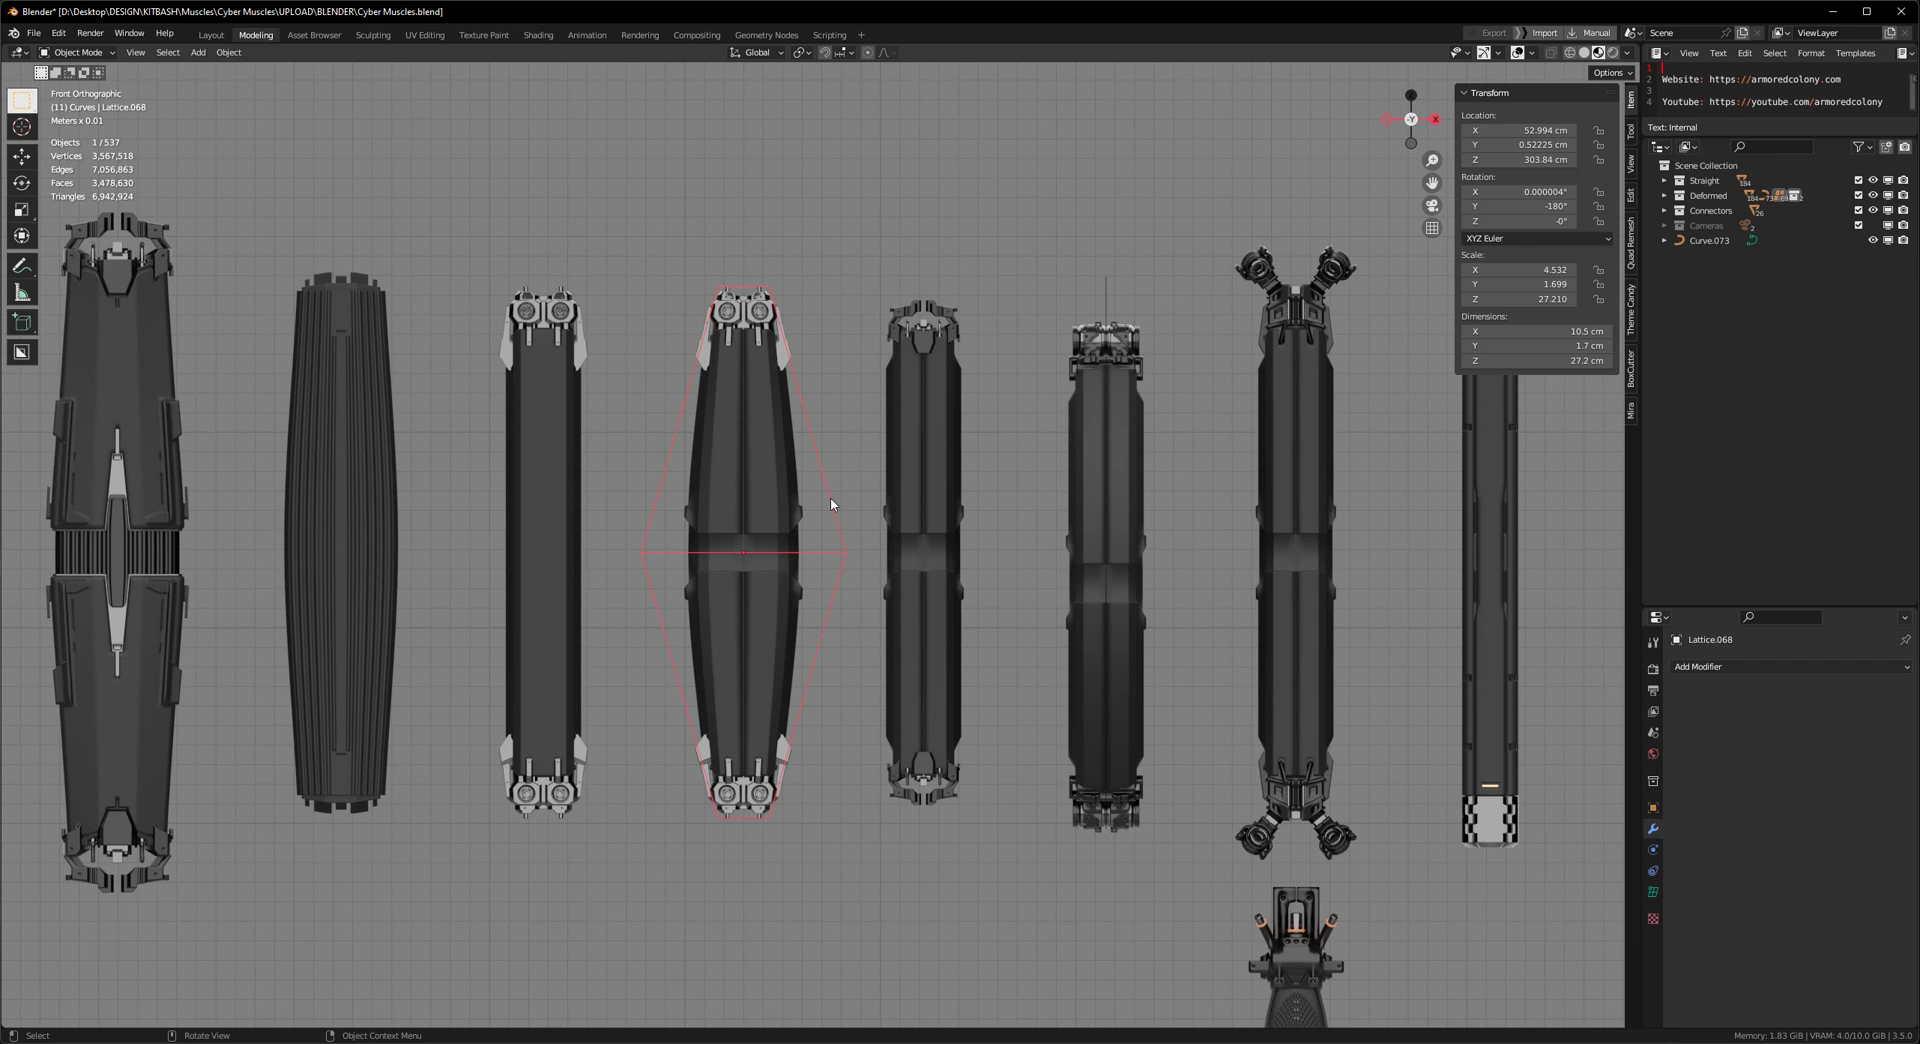 Blender* [D:\Desktop\DESIGN\KITBASH\Muscles\Cyber Muscles\UPLOAD\BLENDER\Cyber Muscles.blend]
File Edit Render Window Help
Layout Modeling Asset Browser Sculpting UV Editing Texture Paint Shading Animation Rendering Compositing Geometry Nodes Scripting +
Export Import Manual
Scene
ViewLayer
Object Mode View Select Add Object
Global
View Text Edit Select Format Templates
Options
Front Orthographic
(11) Curves | Lattice.068
Meters x 0.01
Objects 1 / 537
Vertices 3,567,518
Edges 7,056,863
Faces 3,478,630
Triangles 6,942,924
Z
-Y
X
Transform
Location:
X 52.994 cm
Y 0.52225 cm
Z 303.84 cm
Rotation:
X 0.000004°
Y -180°
Z -0°
XYZ Euler
Scale:
X 4.532
Y 1.699
Z 27.210
Dimensions:
X 10.5 cm
Y 1.7 cm
Z 27.2 cm
Item
Tool
View
Edit
Quad Remesh
Theme Candy
BoxCutter
Mira
1
2 Website: https://armoredcolony.com
3
4 Youtube: https://youtube.com/armoredcolony
Text: Internal
Scene Collection
Straight 184
Deformed 184
Connectors 26
Cameras 2
Curve.073
Lattice.068
Add Modifier
Select
Rotate View
Object Context Menu
Memory: 1.83 GiB | VRAM: 4.0/10.0 GiB | 3.5.0